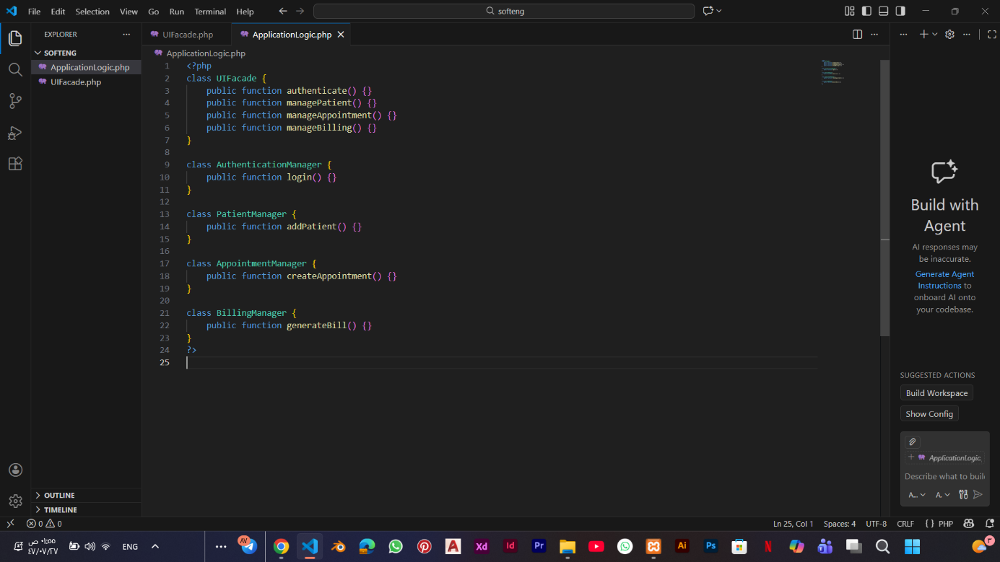 File Edit Selection View Go Run Terminal Help
softeng
EXPLORER
SOFTENG
ApplicationLogic.php
UIFacade.php
OUTLINE
TIMELINE
UIFacade.php
ApplicationLogic.php
ApplicationLogic.php
1 <?php
2 class UIFacade {
3     public function authenticate() {}
4     public function managePatient() {}
5     public function manageAppointment() {}
6     public function manageBilling() {}
7 }
8
9 class AuthenticationManager {
10     public function login() {}
11 }
12
13 class PatientManager {
14     public function addPatient() {}
15 }
16
17 class AppointmentManager {
18     public function createAppointment() {}
19 }
20
21 class BillingManager {
22     public function generateBill() {}
23 }
24 ?>
25
Build with
Agent
AI responses may
be inaccurate.
Generate Agent
Instructions to
onboard AI onto
your codebase.
SUGGESTED ACTIONS
Build Workspace
Show Config
ApplicationLogic.
Describe what to build
A...
A.
0 0
Ln 25, Col 1 Spaces: 4 UTF-8 CRLF { } PHP
ENG
AV
Xd Id Pr Ai Ps N